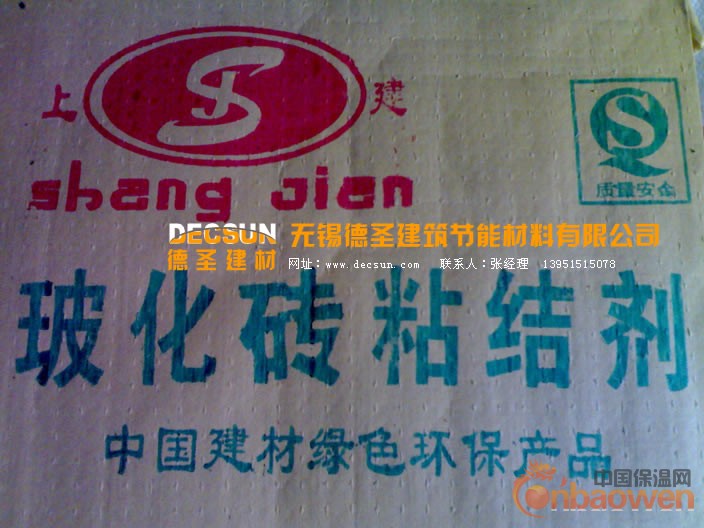 上 建
shang Jian
质量安全
DECSUN 无锡德圣建筑节能材料有限公司
德圣建材 网址:www.decsun.com 联系人:张经理 13951515078
玻化砖粘结剂
中国建材绿色环保产品
中国保温网
cnbaowen